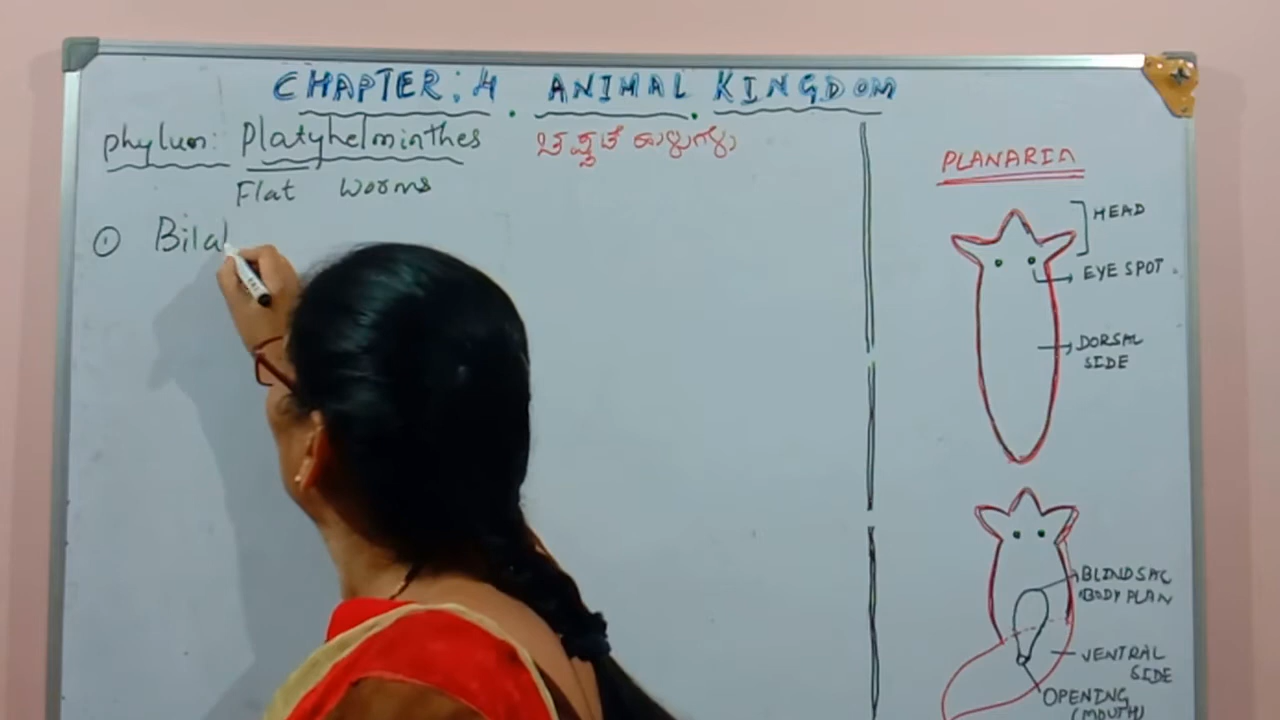 CHAPTER: 4. ANIMAL. KINGDOM
phylum: Platyhelminthes ಚಪ್ಪಟೆ ಹುಳುಗಳು
Flat Worms
① Bilal
PLANARIA
HEAD
EYE SPOT.
DORSAL
SIDE
BLIND SAC
BODY PLAN
VENTRAL
SIDE
OPENING
(MOUTH)